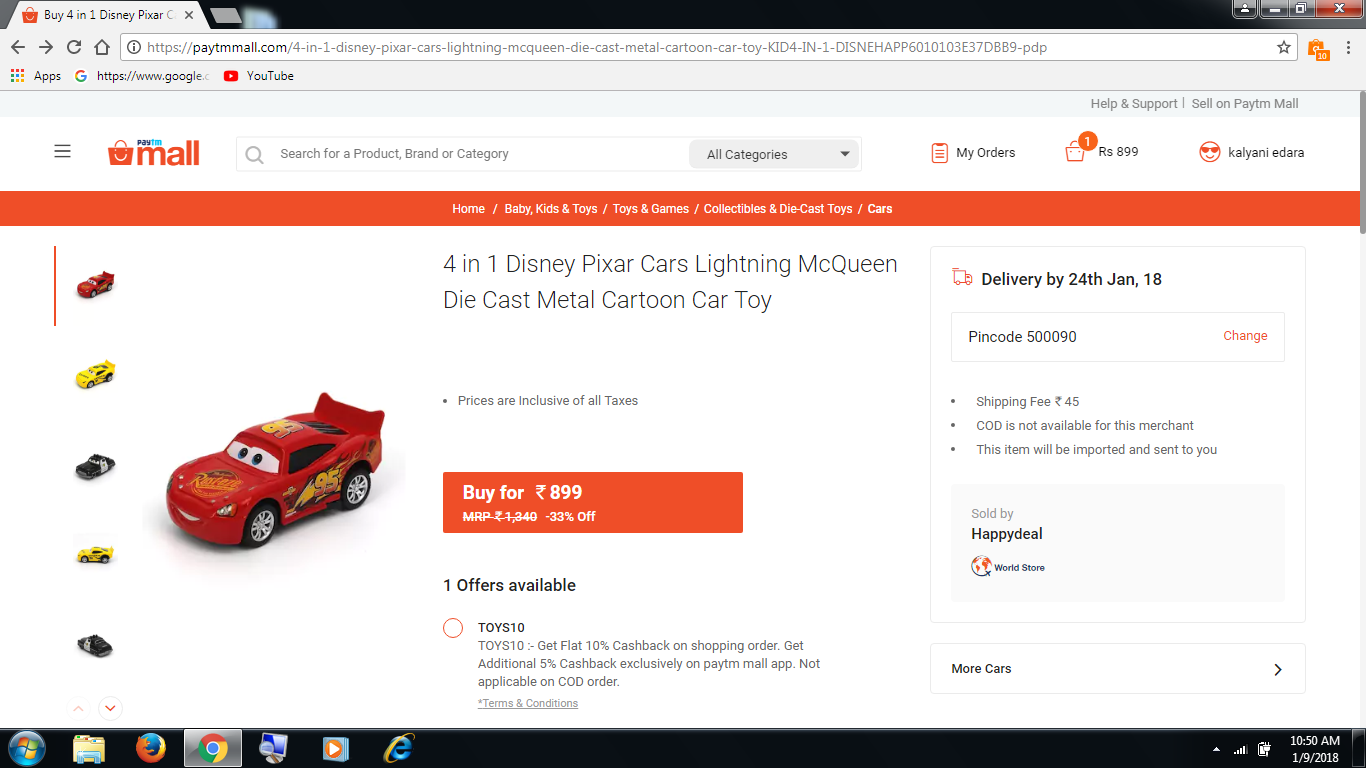 Buy 4 in 1 Disney Pixar C
https://paytmmall.com/4-in-1-disney-pixar-cars-lightning-mcqueen-die-cast-metal-cartoon-car-toy-KID4-IN-1-DISNEHAPP6010103E37DBB9-pdp
10
Apps https://www.google.c YouTube
Help & Support | Sell on Paytm Mall
paytm
mall
Search for a Product, Brand or Category
All Categories
My Orders
1
Rs 899
kalyani edara
Home / Baby, Kids & Toys / Toys & Games / Collectibles & Die-Cast Toys / Cars
4 in 1 Disney Pixar Cars Lightning McQueen
Die Cast Metal Cartoon Car Toy
95
• Prices are Inclusive of all Taxes
Buy for ₹ 899
MRP ₹ 1,340 -33% Off
1 Offers available
TOYS10
TOYS10 :- Get Flat 10% Cashback on shopping order. Get
Additional 5% Cashback exclusively on paytm mall app. Not
applicable on COD order.
*Terms & Conditions
Delivery by 24th Jan, 18
Pincode 500090 Change
• Shipping Fee ₹ 45
• COD is not available for this merchant
• This item will be imported and sent to you
Sold by
Happydeal
World Store
More Cars
10:50 AM
1/9/2018